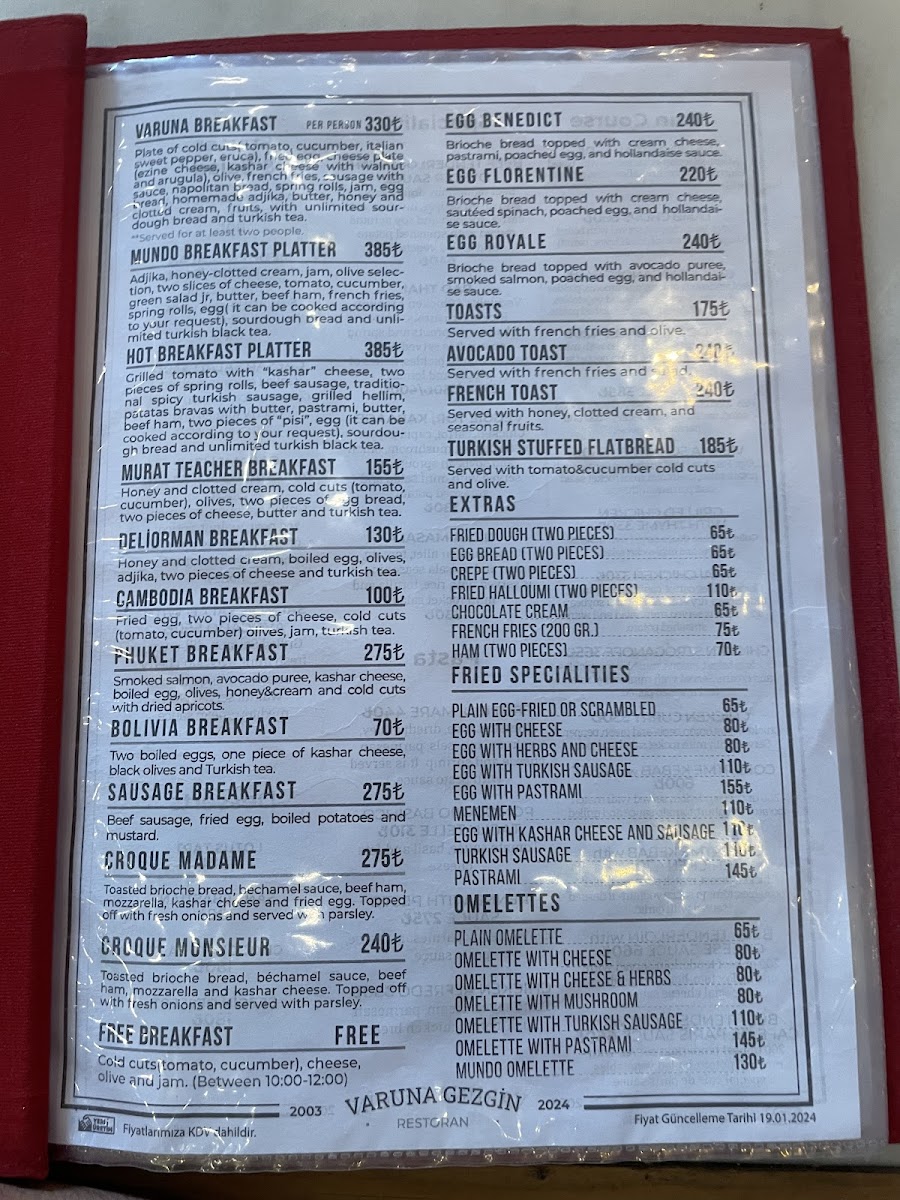 VARUNA BREAKFAST PER PERSON 330₺
Plate of cold cuts( tomato, cucumber, italian
sweet pepper, eruca), fried egg, cheese plate
(ezine cheese, kashar cheese with walnut
and arugula), olive, french fries, sausage with
sauce, napolitan bread, spring rolls, jam, egg
bread, homemade adjika, butter, honey and
clotted cream, fruits, with unlimited sour-
dough bread and turkish tea.
**Served for at least two people.
MUNDO BREAKFAST PLATTER 385₺
Adjika, honey-clotted cream, jam, olive selec-
tion, two slices of cheese, tomato, cucumber,
green salad jr, butter, beef ham, french fries,
spring rolls, egg( it can be cooked according
to your request), sourdough bread and unli-
mited turkish black tea.
HOT BREAKFAST PLATTER 385₺
Grilled tomato with "kashar" cheese, two
pieces of spring rolls, beef sausage, traditio-
nal spicy turkish sausage, grilled hellim,
patatas bravas with butter, pastrami, butter,
beef ham, two pieces of "pisi", egg (it can be
cooked according to your request), sourdou-
gh bread and unlimited turkish black tea.
MURAT TEACHER BREAKFAST 155₺
Honey and clotted cream, cold cuts (tomato,
cucumber), olives, two pieces of egg bread,
two pieces of cheese, butter and turkish tea.
DELİORMAN BREAKFAST 130₺
Honey and clotted cream, boiled egg, olives,
adjika, two pieces of cheese and turkish tea.
CAMBODIA BREAKFAST 100₺
Fried egg, two pieces of cheese, cold cuts
(tomato, cucumber) olives, jam, turkish tea.
PHUKET BREAKFAST 275₺
Smoked salmon, avocado puree, kashar cheese,
boiled egg, olives, honey&cream and cold cuts
with dried apricots.
BOLIVIA BREAKFAST 70₺
Two boiled eggs, one piece of kashar cheese,
black olives and Turkish tea.
SAUSAGE BREAKFAST 275₺
Beef sausage, fried egg, boiled potatoes and
mustard.
CROQUE MADAME 275₺
Toasted brioche bread, béchamel sauce, beef ham,
mozzarella, kashar cheese and fried egg. Topped
off with fresh onions and served with parsley.
CROQUE MONSIEUR 240₺
Toasted brioche bread, béchamel sauce, beef
ham, mozzarella and kashar cheese. Topped off
with fresh onions and served with parsley.
FREE BREAKFAST FREE
Cold cuts(tomato, cucumber), cheese,
olive and jam. (Between 10:00-12:00)
EGG BENEDICT 240₺
Brioche bread topped with cream cheese,
pastrami, poached egg, and hollandaise sauce.
EGG FLORENTINE 220₺
Brioche bread topped with cream cheese,
sautéed spinach, poached egg, and hollandai-
se sauce.
EGG ROYALE 240₺
Brioche bread topped with avocado puree,
smoked salmon, poached egg, and hollandai-
se sauce.
TOASTS 175₺
Served with french fries and olive.
AVOCADO TOAST 240₺
Served with french fries and salad.
FRENCH TOAST 240₺
Served with honey, clotted cream, and
seasonal fruits.
TURKISH STUFFED FLATBREAD 185₺
Served with tomato&cucumber cold cuts
and olive.
EXTRAS
FRIED DOUGH (TWO PIECES) 65₺
EGG BREAD (TWO PIECES) 65₺
CREPE (TWO PIECES) 65₺
FRIED HALLOUMI (TWO PIECES) 110₺
CHOCOLATE CREAM 65₺
FRENCH FRIES (200 GR.) 75₺
HAM (TWO PIECES) 70₺
FRIED SPECIALITIES
PLAIN EGG-FRIED OR SCRAMBLED 65₺
EGG WITH CHEESE 80₺
EGG WITH HERBS AND CHEESE 80₺
EGG WITH TURKISH SAUSAGE 110₺
EGG WITH PASTRAMI 155₺
MENEMEN 110₺
EGG WITH KASHAR CHEESE AND SAUSAGE 110₺
TURKISH SAUSAGE 110₺
PASTRAMI 145₺
OMELETTES
PLAIN OMELETTE 65₺
OMELETTE WITH CHEESE 80₺
OMELETTE WITH CHEESE & HERBS 80₺
OMELETTE WITH MUSHROOM 80₺
OMELETTE WITH TURKISH SAUSAGE 110₺
OMELETTE WITH PASTRAMI 145₺
MUNDO OMELETTE 130₺
2003 VARUNA GEZGİN 2024
RESTORAN
YERLİ ÜRETİM
Fiyatlarımıza KDV dahildir.
Fiyat Güncelleme Tarihi 19.01.2024